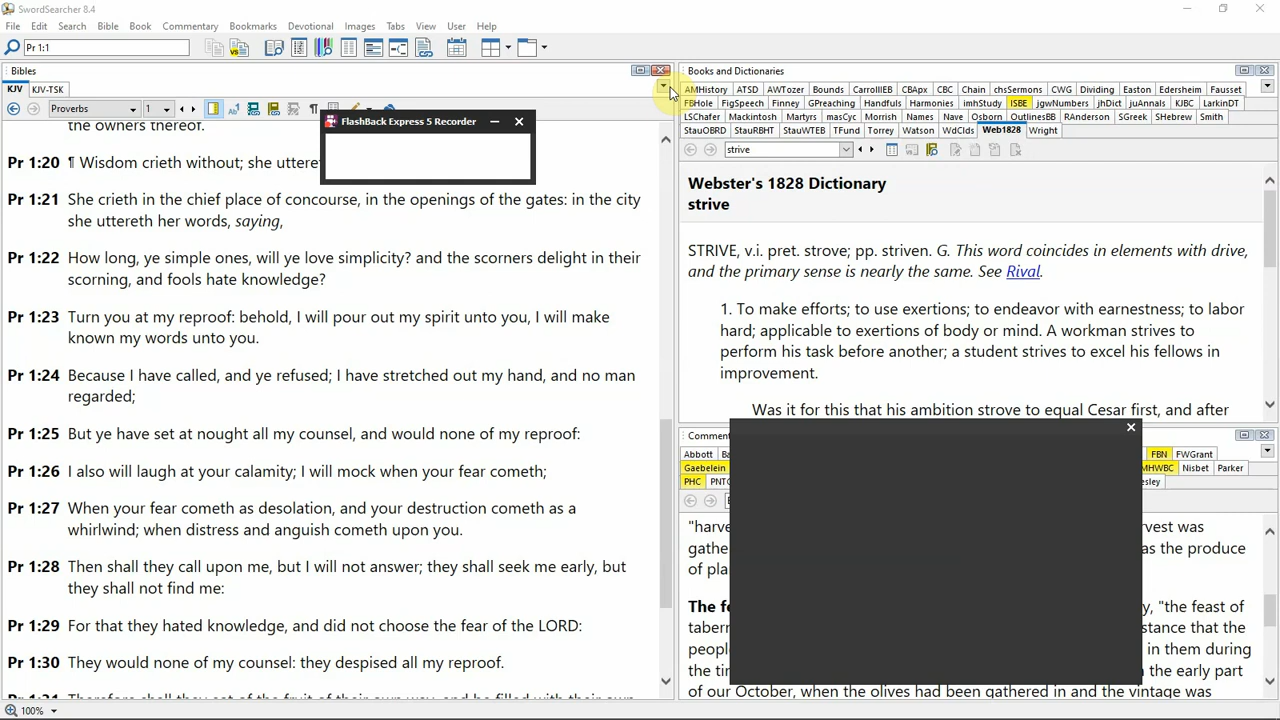 SwordSearcher 8.4
File Edit Search Bible Book Commentary Bookmarks Devotional Images Tabs View User Help
Pr 1:1
Bibles
KJV KJV-TSK
Proverbs 1
FlashBack Express 5 Recorder
the owners thereof.
Pr 1:20 ¶ Wisdom crieth without; she uttere
Pr 1:21 She crieth in the chief place of concourse, in the openings of the gates: in the city
she uttereth her words, saying,
Pr 1:22 How long, ye simple ones, will ye love simplicity? and the scorners delight in their
scorning, and fools hate knowledge?
Pr 1:23 Turn you at my reproof: behold, I will pour out my spirit unto you, I will make
known my words unto you.
Pr 1:24 Because I have called, and ye refused; I have stretched out my hand, and no man
regarded;
Pr 1:25 But ye have set at nought all my counsel, and would none of my reproof:
Pr 1:26 I also will laugh at your calamity; I will mock when your fear cometh;
Pr 1:27 When your fear cometh as desolation, and your destruction cometh as a
whirlwind; when distress and anguish cometh upon you.
Pr 1:28 Then shall they call upon me, but I will not answer; they shall seek me early, but
they shall not find me:
Pr 1:29 For that they hated knowledge, and did not choose the fear of the LORD:
Pr 1:30 They would none of my counsel: they despised all my reproof.
100%
Books and Dictionaries
AMHistory ATSD AWTozer Bounds CarrollIEB CBApx CBC Chain chsSermons CWG Dividing Easton Edersheim Fausset
FBHole FigSpeech Finney GPreaching Handfuls Harmonies imhStudy ISBE jgwNumbers jhDict juAnnals KJBC LarkinDT
LSChafer Mackintosh Martyrs masCyc Morrish Names Nave Osborn OutlinesBB RAnderson SGreek SHebrew Smith
StauOBRD StauRBHT StauWTEB TFund Torrey Watson WdClds Web1828 Wright
strive
Webster's 1828 Dictionary
strive
STRIVE, v.i. pret. strove; pp. striven. G. This word coincides in elements with drive,
and the primary sense is nearly the same. See Rival.
1. To make efforts; to use exertions; to endeavor with earnestness; to labor
hard; applicable to exertions of body or mind. A workman strives to
perform his task before another; a student strives to excel his fellows in
improvement.
Was it for this that his ambition strove to equal Cesar first, and after
Comment
Abbott Ba FBN FWGrant
Gaebelein MHWBC Nisbet Parker
PHC PNT esley
"harve rvest was
gathe as the produce
of pla
The fe y, "the feast of
tabern stance that the
people in them during
the tin the early part
of our October, when the olives had been gathered in and the vintage was